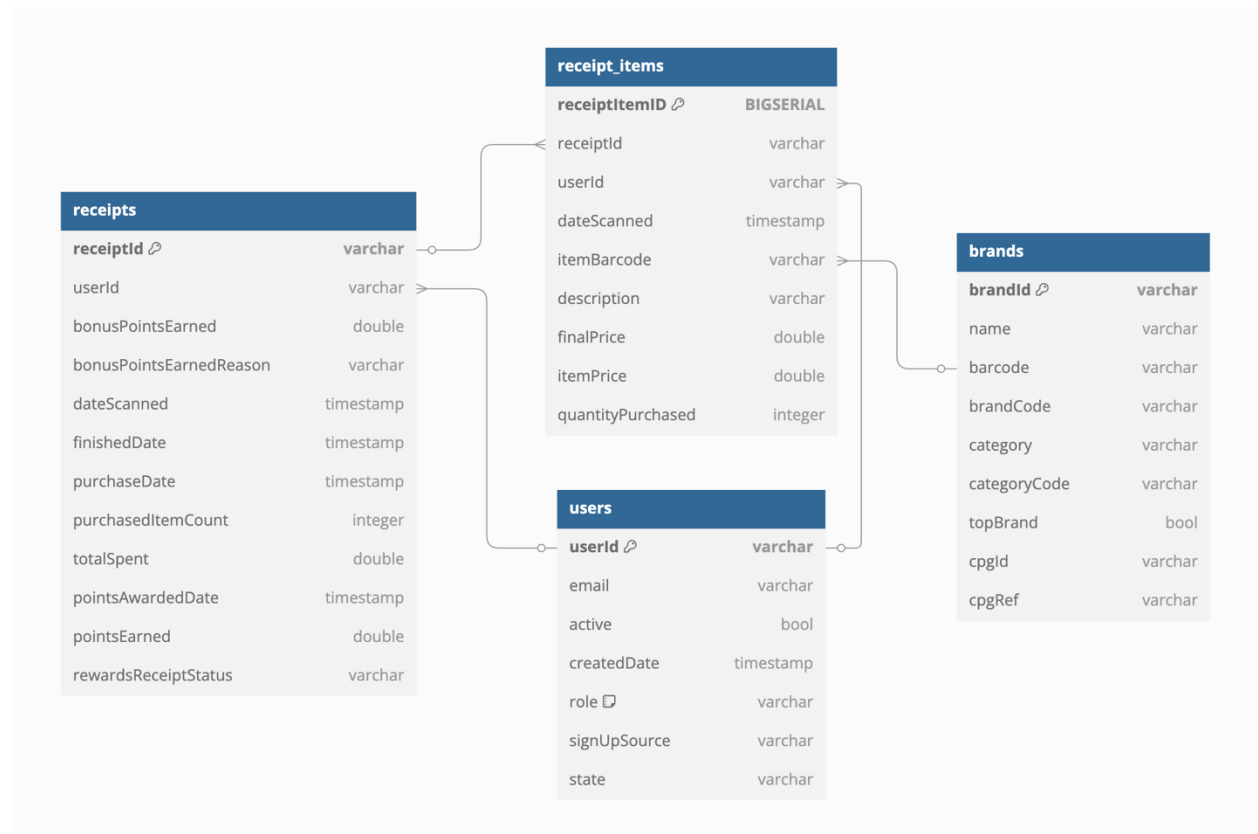 receipts
receiptId varchar
userId varchar
bonusPointsEarned double
bonusPointsEarnedReason varchar
dateScanned timestamp
finishedDate timestamp
purchaseDate timestamp
purchasedItemCount integer
totalSpent double
pointsAwardedDate timestamp
pointsEarned double
rewardsReceiptStatus varchar
receipt_items
receiptItemID BIGSERIAL
receiptId varchar
userId varchar
dateScanned timestamp
itemBarcode varchar
description varchar
finalPrice double
itemPrice double
quantityPurchased integer
users
userId varchar
email varchar
active bool
createdDate timestamp
role varchar
signUpSource varchar
state varchar
brands
brandId varchar
name varchar
barcode varchar
brandCode varchar
category varchar
categoryCode varchar
topBrand bool
cpgId varchar
cpgRef varchar